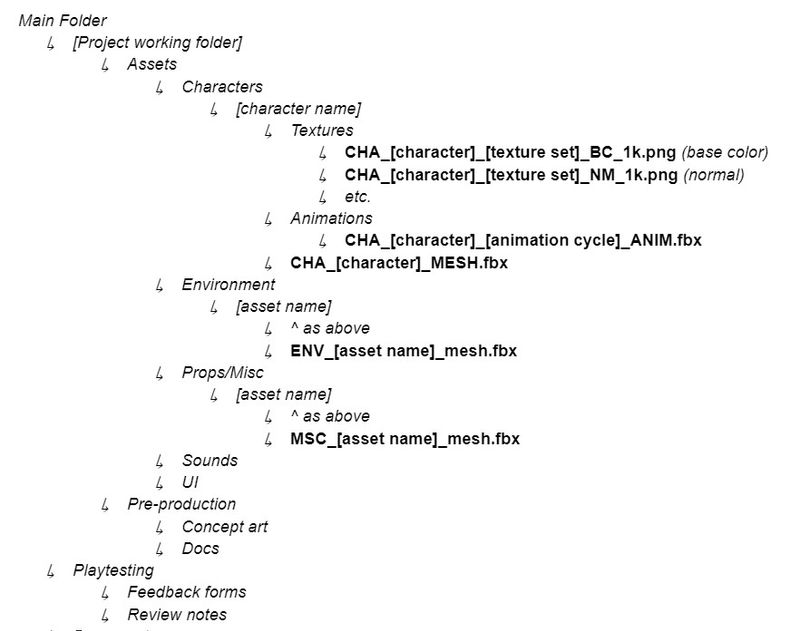 Main Folder
↳ [Project working folder]
↳ Assets
↳ Characters
↳ [character name]
↳ Textures
↳ CHA_[character]_[texture set]_BC_1k.png (base color)
↳ CHA_[character]_[texture set]_NM_1k.png (normal)
↳ etc.
↳ Animations
↳ CHA_[character]_[animation cycle]_ANIM.fbx
↳ CHA_[character]_MESH.fbx
↳ Environment
↳ [asset name]
↳ ^ as above
↳ ENV_[asset name]_mesh.fbx
↳ Props/Misc
↳ [asset name]
↳ ^ as above
↳ MSC_[asset name]_mesh.fbx
↳ Sounds
↳ UI
↳ Pre-production
↳ Concept art
↳ Docs
↳ Playtesting
↳ Feedback forms
↳ Review notes